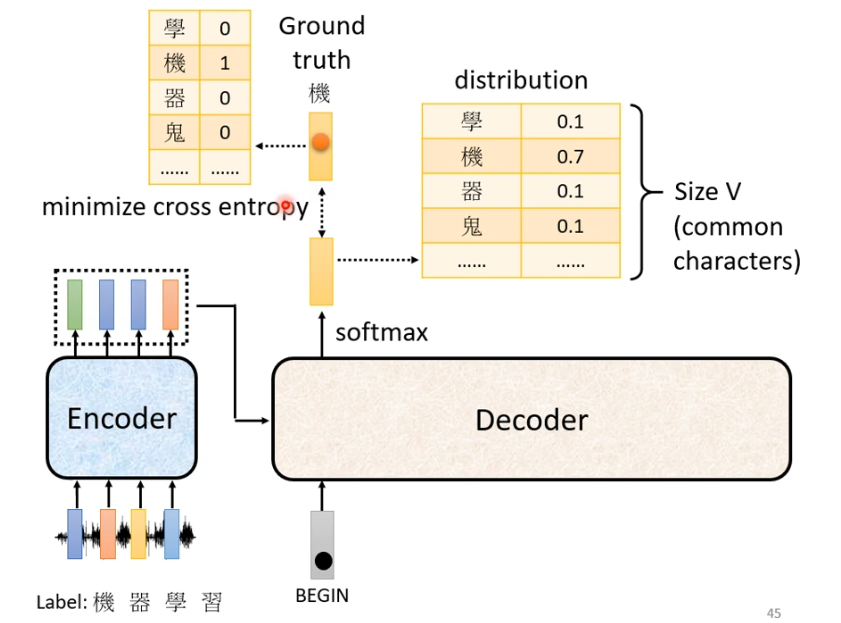 學 0
機 1
器 0
鬼 0
...... ......
Ground
truth
機
minimize cross entropy
distribution
學 0.1
機 0.7
器 0.1
鬼 0.1
...... ......
Size V
(common
characters)
softmax
Encoder
Decoder
Label: 機 器 學 習
BEGIN
45